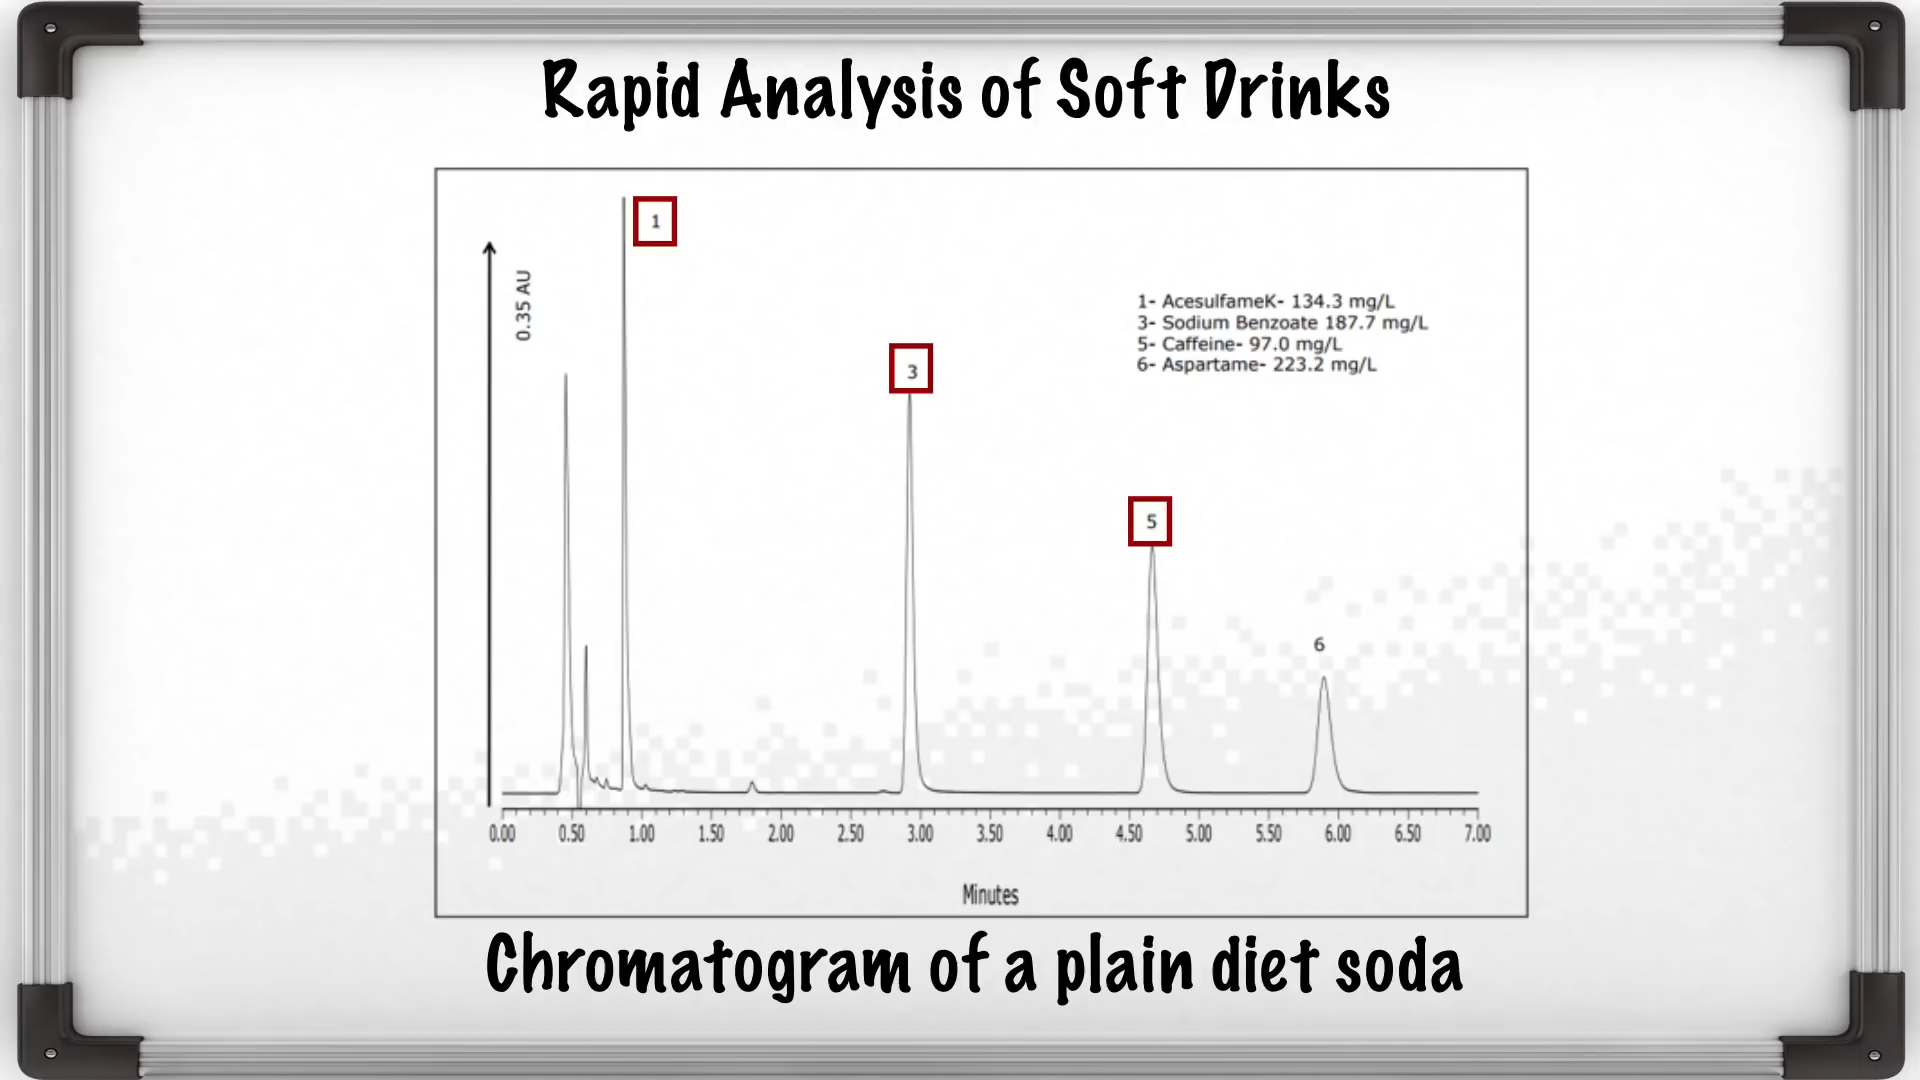 Rapid Analysis of Soft Drinks
1
0.35 AU
1- AcesulfameK- 134.3 mg/L
3- Sodium Benzoate 187.7 mg/L
5- Caffeine- 97.0 mg/L
6- Aspartame- 223.2 mg/L
3
5
6
0.00 0.50 1.00 1.50 2.00 2.50 3.00 3.50 4.00 4.50 5.00 5.50 6.00 6.50 7.00
Minutes
Chromatogram of a plain diet soda